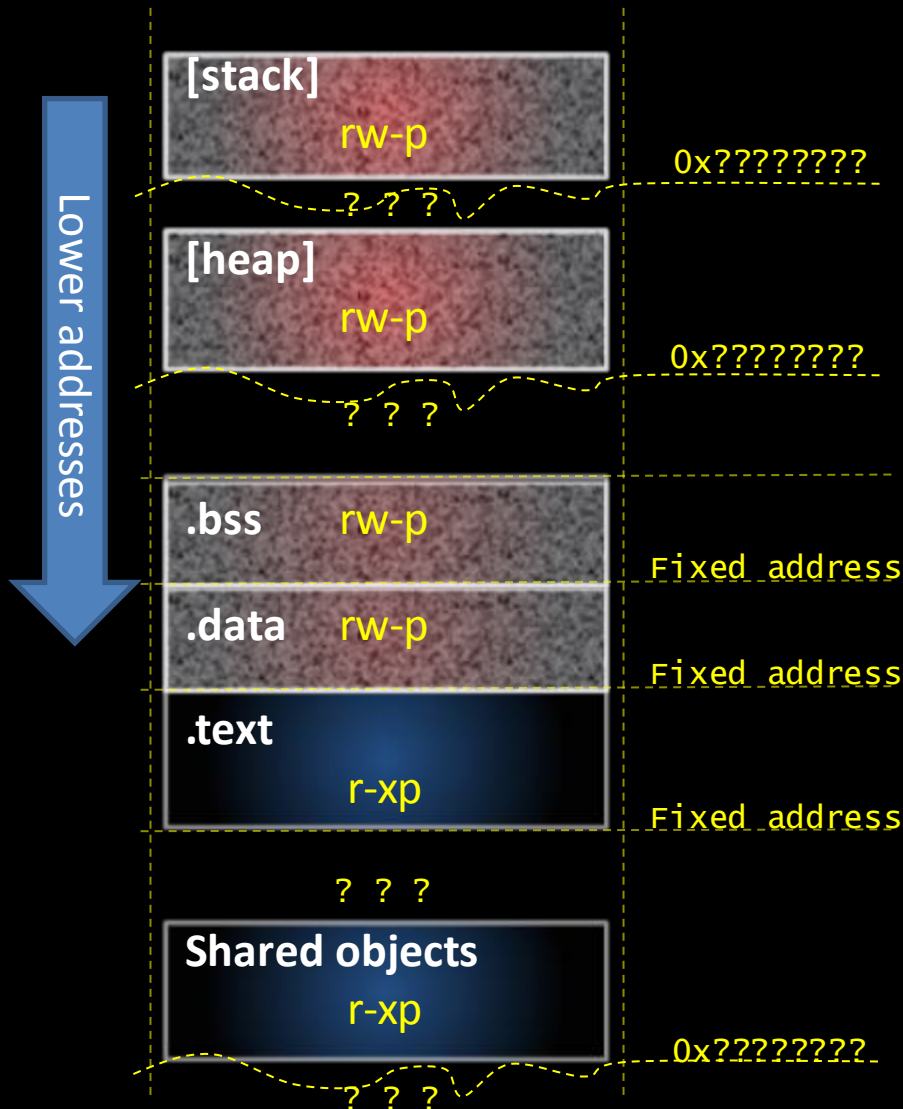 [stack]
rw-p
0x????????
? ? ?
[heap]
rw-p
0x????????
? ? ?
Lower addresses
.bss rw-p
Fixed address
.data rw-p
Fixed address
.text
r-xp
Fixed address
? ? ?
Shared objects
r-xp
0x????????
? ? ?